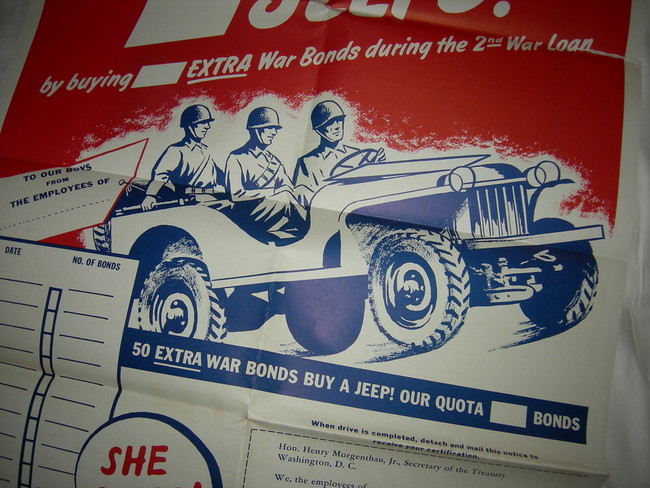 JEEPS!
by buying EXTRA War Bonds during the 2nd War Loan
TO OUR BOYS
FROM
THE EMPLOYEES OF
DATE NO. OF BONDS
50 EXTRA WAR BONDS BUY A JEEP! OUR QUOTA BONDS
When drive is completed, detach and mail this notice to
receive your certification.
Hon. Henry Morgenthau, Jr., Secretary of the Treasury
Washington, D. C.
We, the employees of
SHE